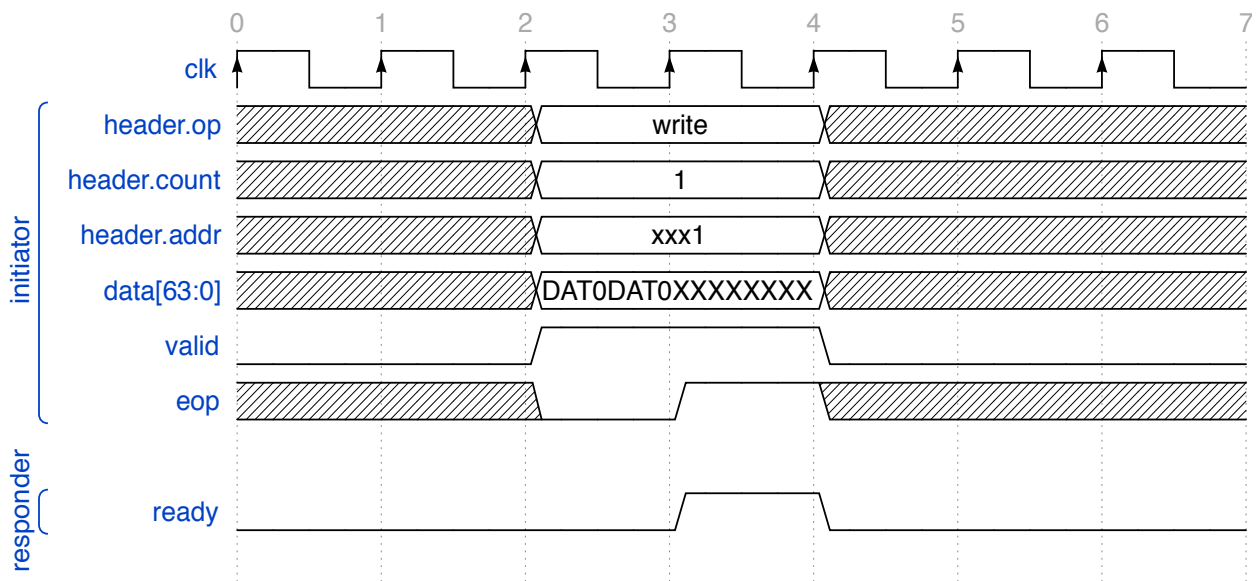 0 1 2 3 4 5 6 7
clk
header.op write
header.count 1
header.addr xxx1
data[63:0] DAT0DAT0XXXXXXXX
valid
eop
ready
initiator
responder